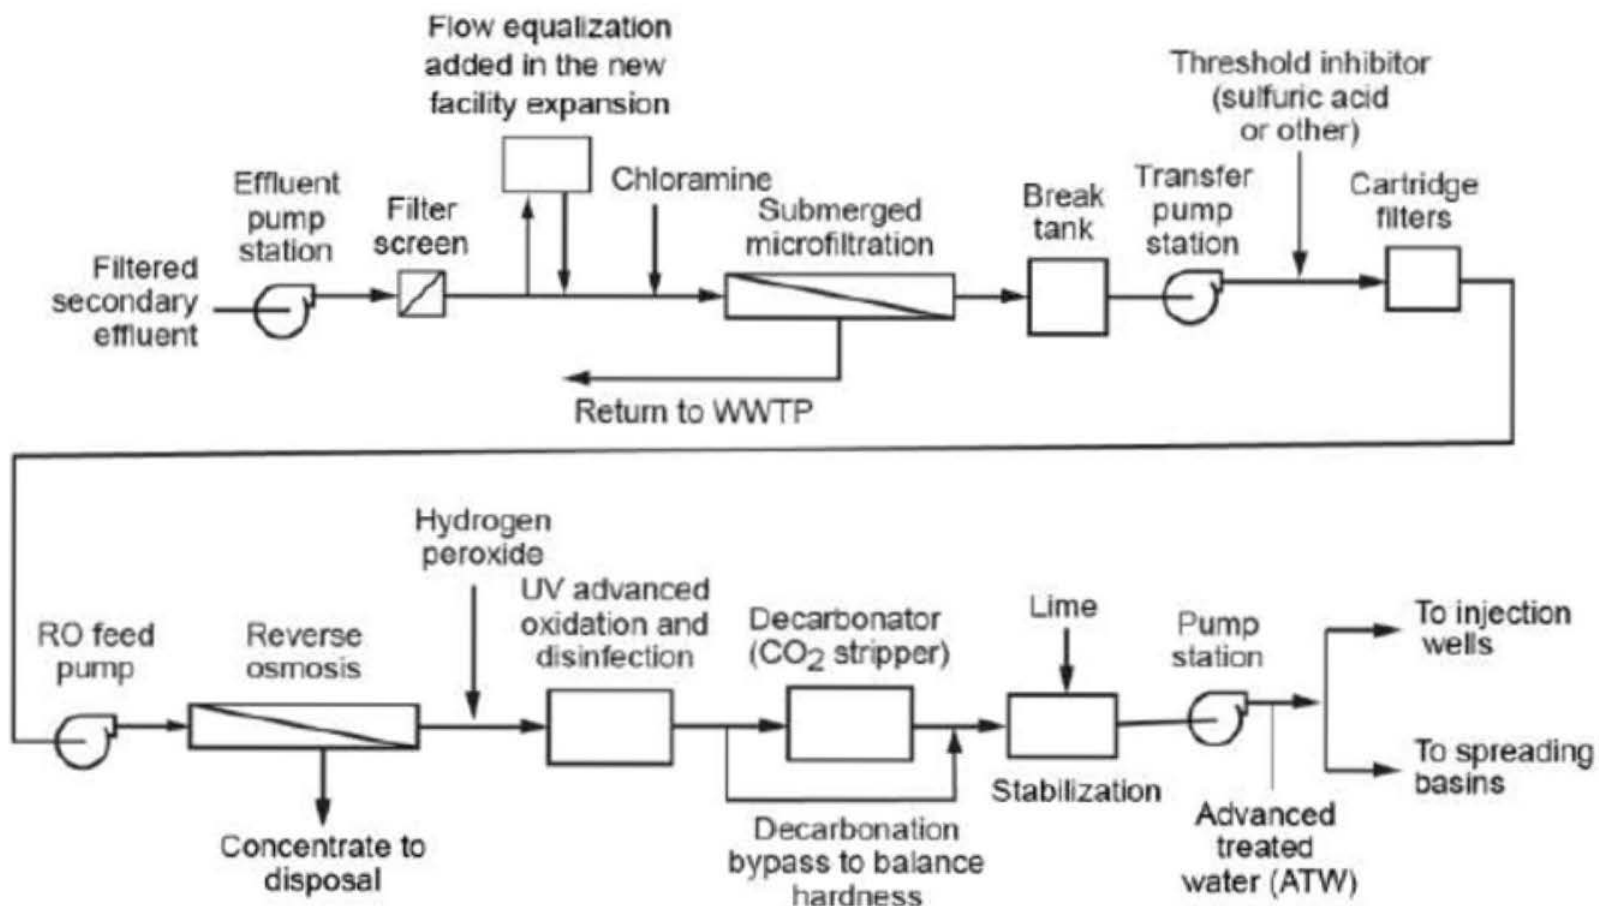 Flow equalization
added in the new
facility expansion
Threshold inhibitor
(sulfuric acid
or other)
Effluent
pump
station
Filter
screen
Chloramine
Submerged
microfiltration
Break
tank
Transfer
pump
station
Cartridge
filters
Filtered
secondary
effluent
Return to WWTP
Hydrogen
peroxide
RO feed
pump
Reverse
osmosis
UV advanced
oxidation and
disinfection
Decarbonator
(CO2 stripper)
Lime
Pump
station
To injection
wells
To spreading
basins
Stabilization
Concentrate to
disposal
Decarbonation
bypass to balance
hardness
Advanced
treated
water (ATW)